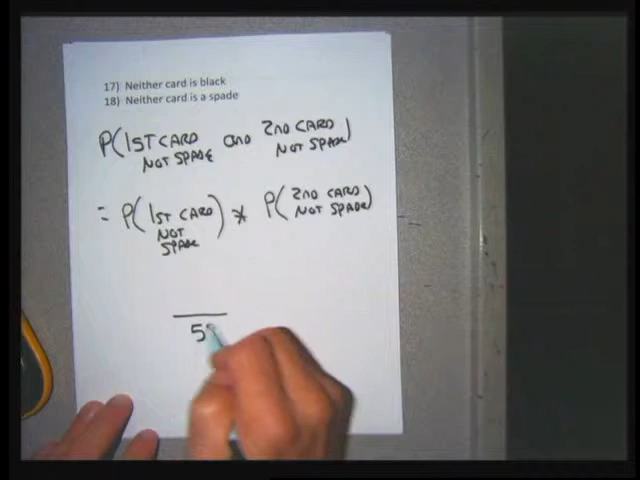 17) Neither card is black
18) Neither card is a spade
P(1ST CARD NOT SPADE and 2ND CARD NOT SPADE)
= P(1ST CARD NOT SPADE) * P(2ND CARD NOT SPADE)
5